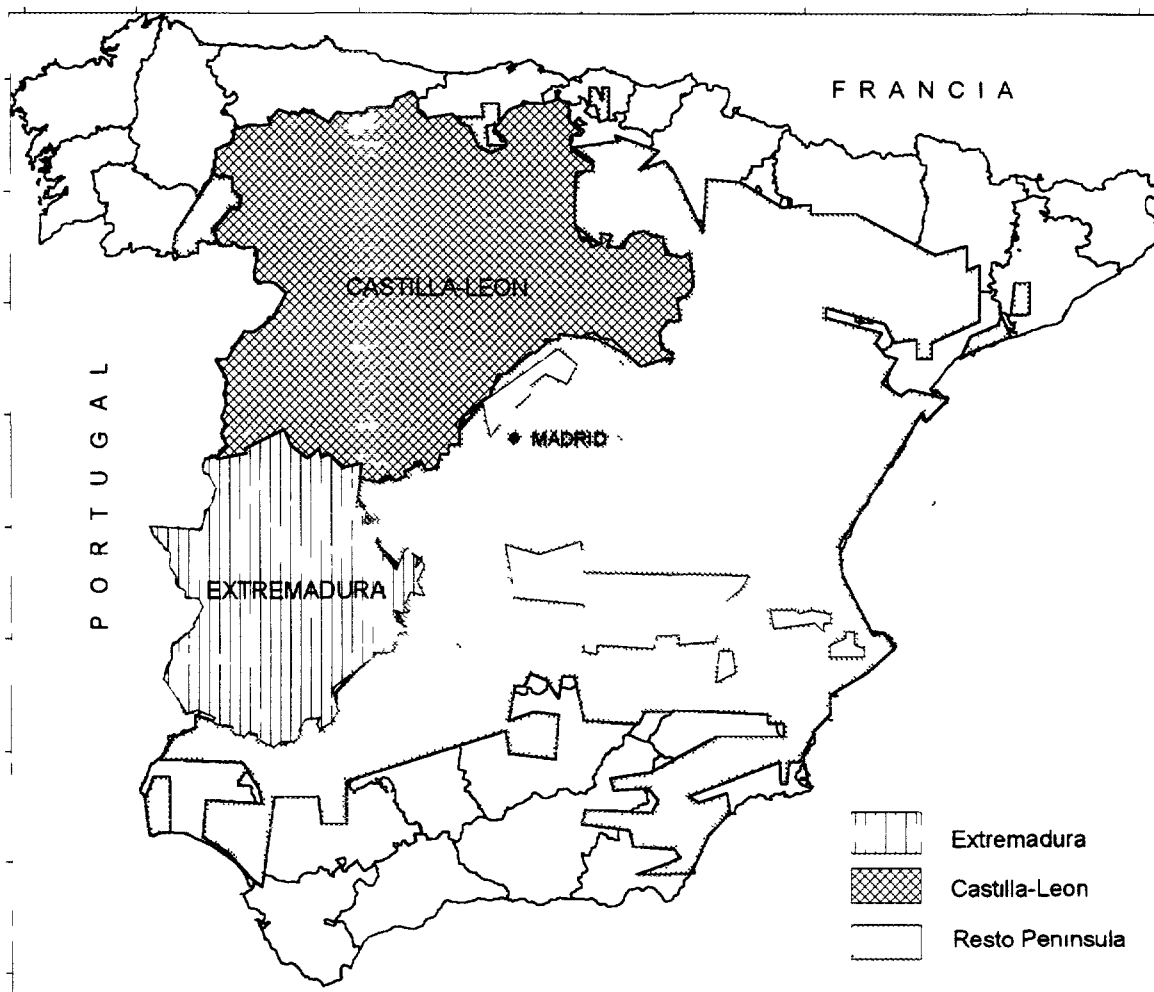 FRANCIA
CASTILLA-LEON
PORTUGAL
MADRID
EXTREMADURA
Extremadura
Castilla-Leon
Resto Peninsula